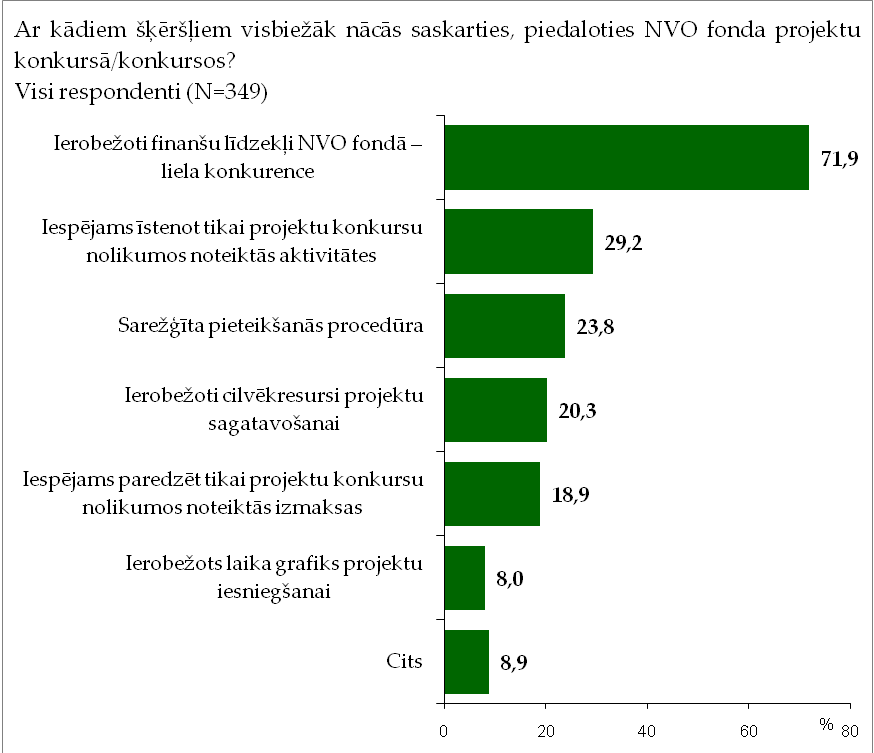 Ar kādiem šķēršļiem visbiežāk nācās saskarties, piedaloties NVO fonda projektu
konkursā/konkursos?
Visi respondenti (N=349)
Ierobežoti finanšu līdzekļi NVO fondā –
liela konkurence
71,9
Iespējams īstenot tikai projektu konkursu
nolikumos noteiktās aktivitātes
29,2
Sarežģīta pieteikšanās procedūra
23,8
Ierobežoti cilvēkresursi projektu
sagatavošanai
20,3
Iespējams paredzēt tikai projektu konkursu
nolikumos noteiktās izmaksas
18,9
Ierobežots laika grafiks projektu
iesniegšanai
8,0
Cits
8,9
0 20 40 60 % 80